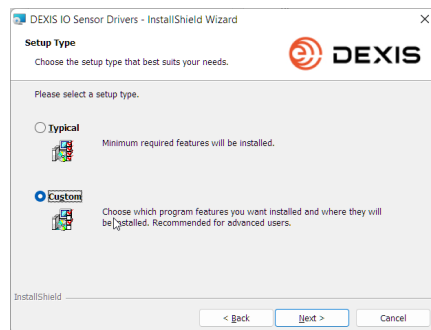 DEXIS IO Sensor Drivers - InstallShield Wizard
Setup Type
Choose the setup type that best suits your needs.
DEXIS
Please select a setup type.
Typical
Minimum required features will be installed.
Custom
Choose which program features you want installed and where they will
be installed. Recommended for advanced users.
InstallShield
< Back
Next >
Cancel